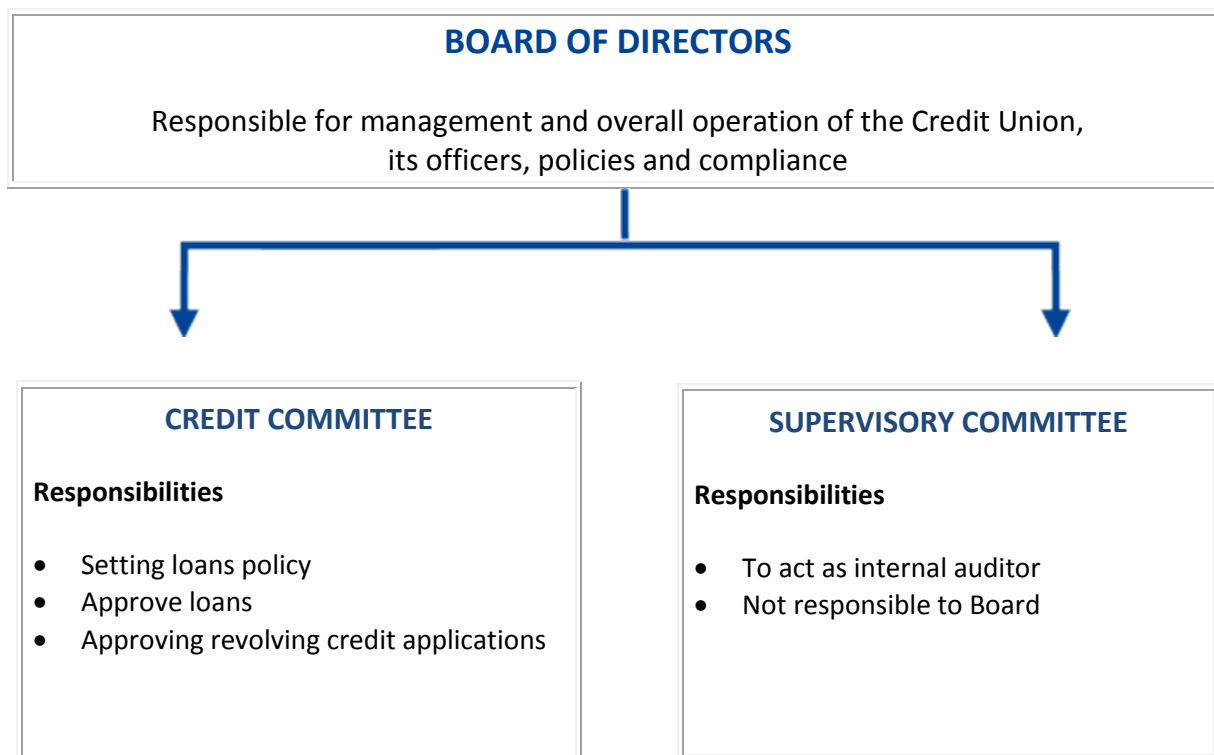 BOARD OF DIRECTORS
Responsible for management and overall operation of the Credit Union,
its officers, policies and compliance
CREDIT COMMITTEE
Responsibilities
• Setting loans policy
• Approve loans
• Approving revolving credit applications
SUPERVISORY COMMITTEE
Responsibilities
• To act as internal auditor
• Not responsible to Board